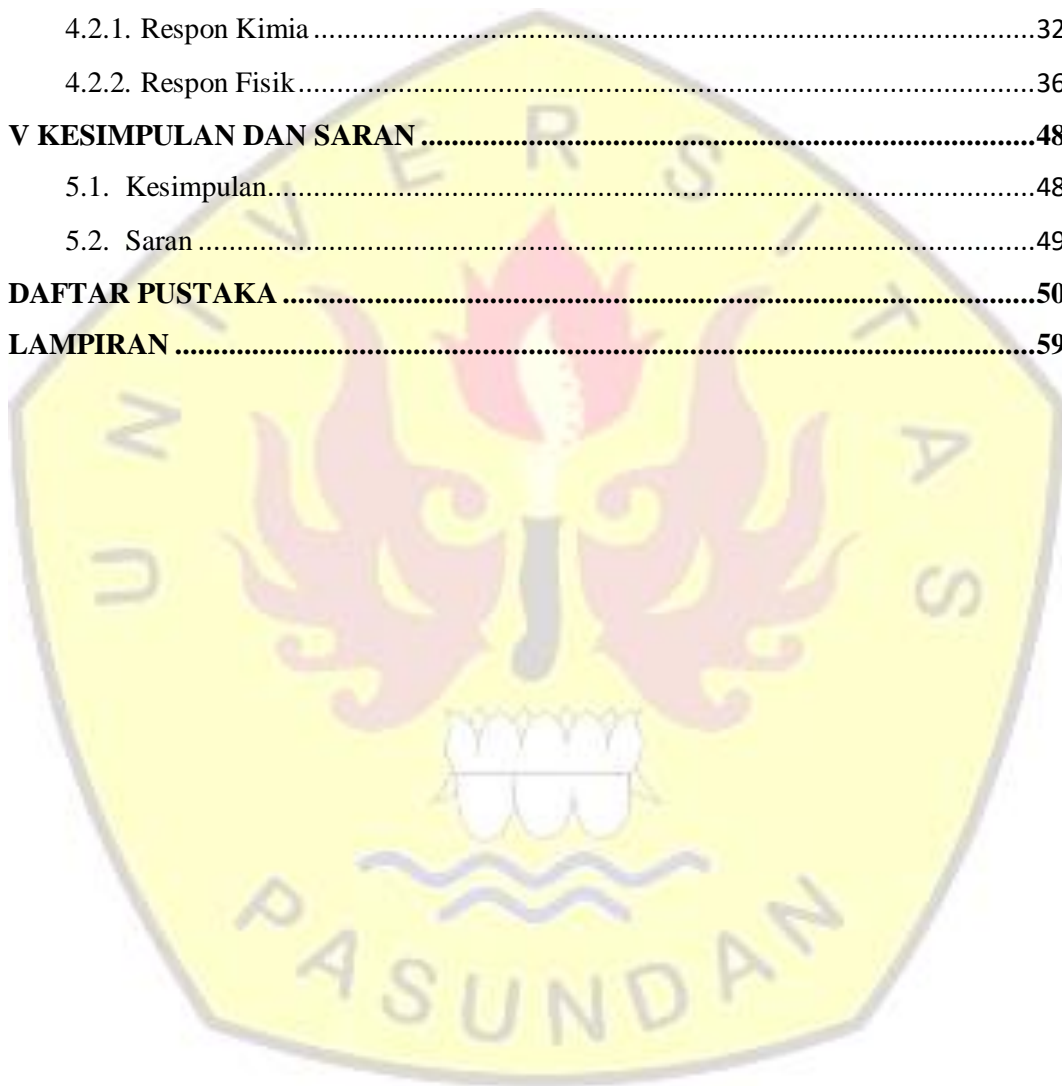 4.2.1. Respon Kimia ........................................................................................32
4.2.2. Respon Fisik..........................................................................................36
V KESIMPULAN DAN SARAN ................................................................................48
5.1. Kesimpulan....................................................................................................48
5.2. Saran .............................................................................................................49
DAFTAR PUSTAKA ..................................................................................................50
LAMPIRAN ................................................................................................................59
UNIVERSITAS
PASUNDAN